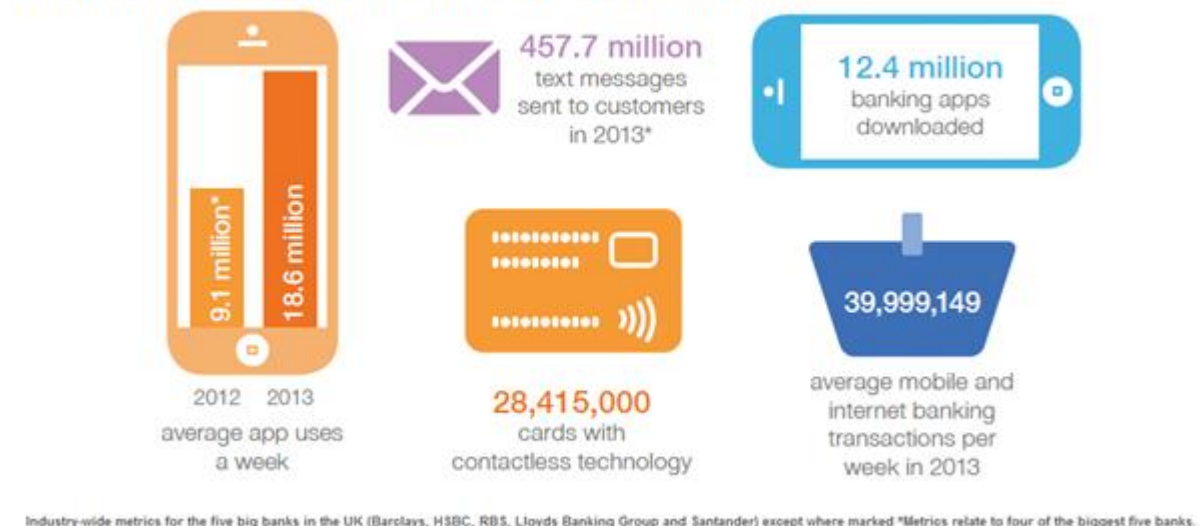 9.1 million*
18.6 million
2012 2013
average app uses
a week
457.7 million
text messages
sent to customers
in 2013*
12.4 million
banking apps
downloaded
28,415,000
cards with
contactless technology
39,999,149
average mobile and
internet banking
transactions per
week in 2013
Industry-wide metrics for the five big banks in the UK (Barclays, HSBC, RBS, Lloyds Banking Group and Santander) except where marked *Metrics relate to four of the biggest five banks.